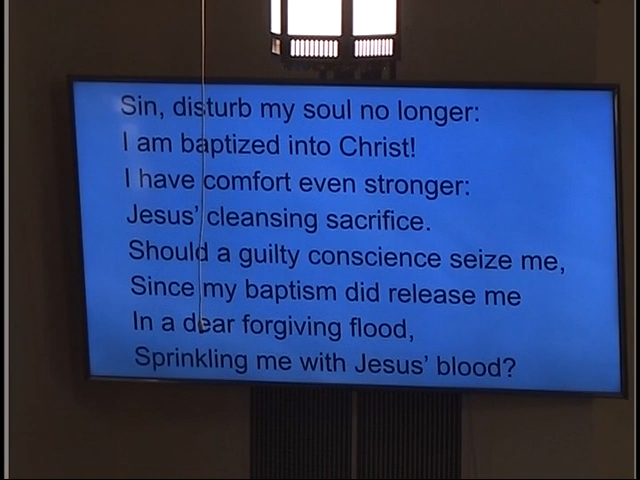 Sin, disturb my soul no longer:
I am baptized into Christ!
I have comfort even stronger:
Jesus' cleansing sacrifice.
Should a guilty conscience seize me,
Since my baptism did release me
In a dear forgiving flood,
Sprinkling me with Jesus' blood?